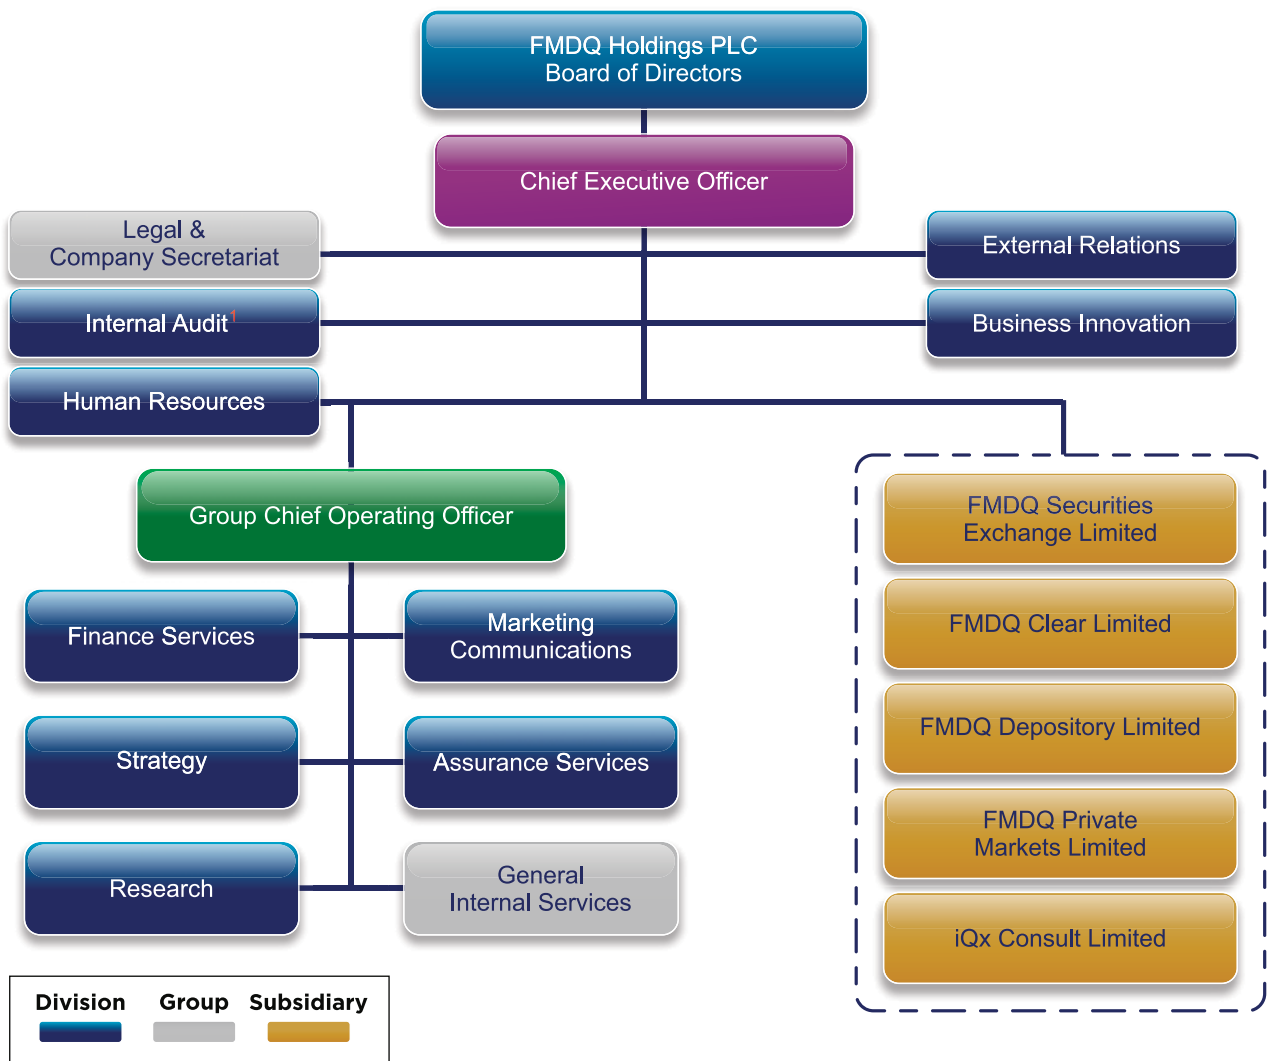 FMDQ Holdings PLC
Board of Directors
Chief Executive Officer
Legal &
Company Secretariat
External Relations
Internal Audit¹
Business Innovation
Human Resources
Group Chief Operating Officer
Finance Services
Marketing
Communications
Strategy
Assurance Services
Research
General
Internal Services
FMDQ Securities
Exchange Limited
FMDQ Clear Limited
FMDQ Depository Limited
FMDQ Private
Markets Limited
iQx Consult Limited
Division Group Subsidiary